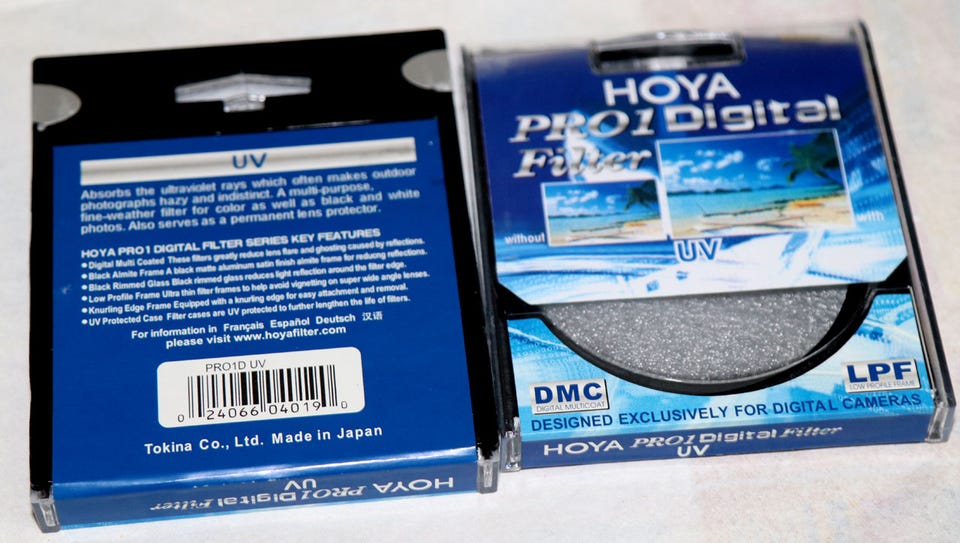 UV
Absorbs the ultraviolet rays which often makes outdoor
photographs hazy and indistinct. A multi-purpose,
fine-weather filter for color as well as black and white
photos. Also serves as a permanent lens protector.
HOYA PRO1 DIGITAL FILTER SERIES KEY FEATURES
• Digital Multi Coated These filters greatly reduce lens flare and ghosting caused by reflections.
• Black Almite Frame A black matte aluminum satin finish almite frame for reducng reflections.
• Black Rimmed Glass Black rimmed glass reduces light reflection around the filter edge.
• Low Profile Frame Ultra thin filter frames to help avoid vignetting on super wide angle lenses.
• Knurling Edge Frame Equipped with a knurling edge for easy attachment and removal.
• UV Protected Case Filter cases are UV protected to further lengthen the life of filters.
For information in Français Español Deutsch 汉语
please visit www.hoyafilter.com
PRO1D UV
0 24066 04019 0
Tokina Co., Ltd. Made in Japan
HOYA PRO1 Digital Filter
UV
HOYA
PRO1 Digital
Filter
without
with
UV
DMC
DIGITAL MULTICOAT
LPF
LOW PROFILE FRAME
DESIGNED EXCLUSIVELY FOR DIGITAL CAMERAS
HOYA PRO1 Digital Filter
UV